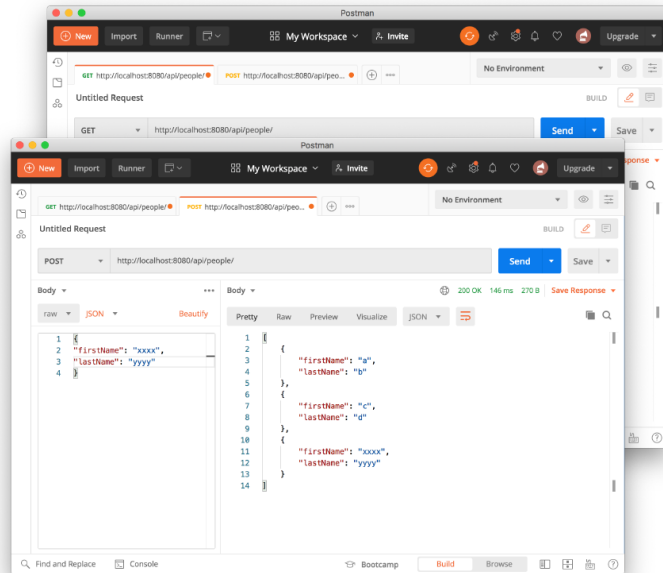 Postman
New Import Runner My Workspace Invite Upgrade
GET http://localhost:8080/api/people/ POST http://localhost:8080/api/peo... No Environment
Untitled Request BUILD
GET http://localhost:8080/api/people/ Send Save
sponse
Postman
New Import Runner My Workspace Invite Upgrade
GET http://localhost:8080/api/people/ POST http://localhost:8080/api/peo... No Environment
Untitled Request BUILD
POST http://localhost:8080/api/people/ Send Save
Body Body 200 OK 146 ms 270 B Save Response
raw JSON Beautify Pretty Raw Preview Visualize JSON
1 {
2 "firstName": "xxxx",
3 "lastName": "yyyy"
4 }
1 [
2 {
3 "firstName": "a",
4 "lastName": "b"
5 },
6 {
7 "firstName": "c",
8 "lastName": "d"
9 },
10 {
11 "firstName": "xxxx",
12 "lastName": "yyyy"
13 }
14 ]
Find and Replace Console Bootcamp Build Browse